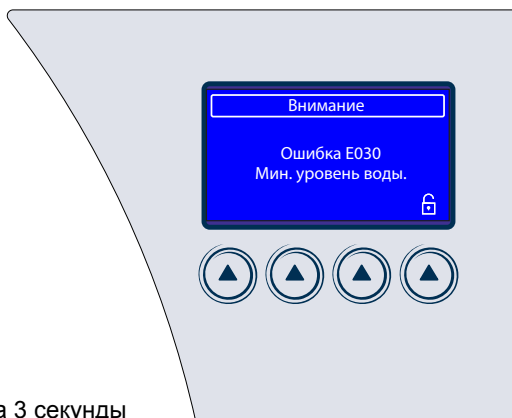 Внимание
Ошибка E030
Мин. уровень воды.
а 3 секунды